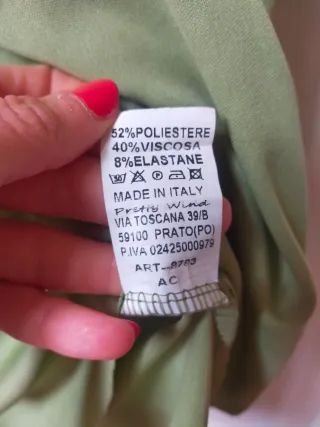 52%POLIESTERE
40%VISCOSA
8%ELASTANE
MADE IN ITALY
Pretty Wind
VIA TOSCANA 39/B
59100 PRATO(PO)
P.IVA 02425000979
ART-.9783
AC